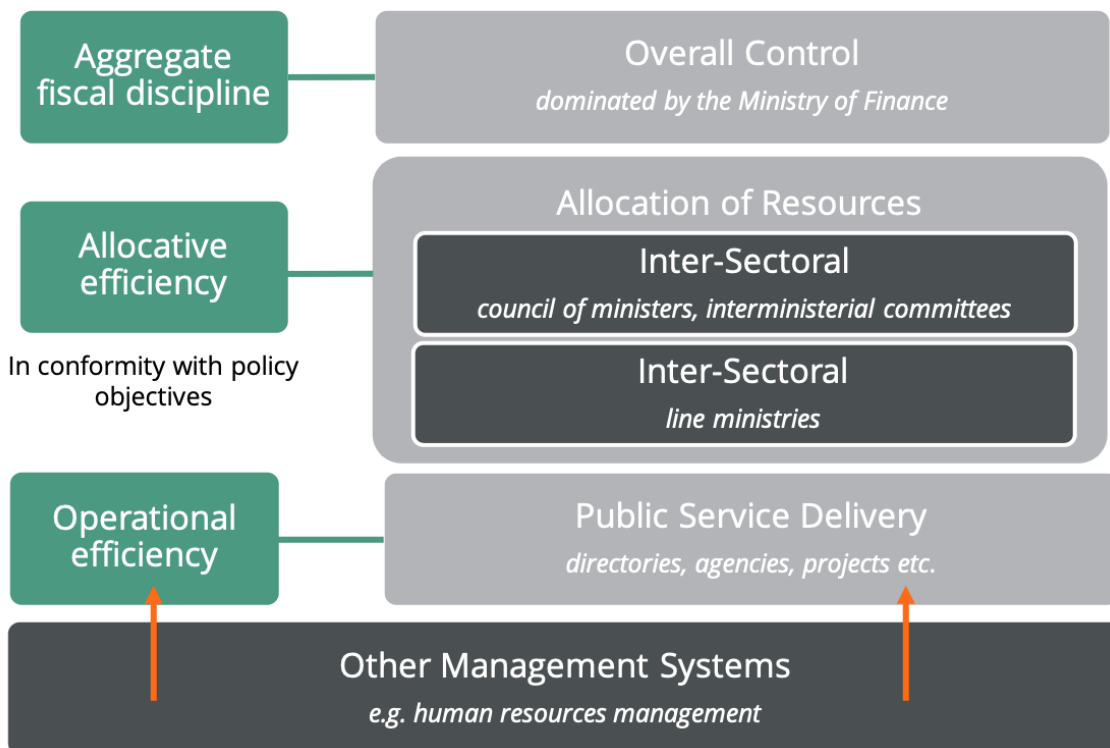 Aggregate
fiscal discipline
Overall Control
dominated by the Ministry of Finance
Allocative
efficiency
In conformity with policy
objectives
Allocation of Resources
Inter-Sectoral
council of ministers, interministerial committees
Inter-Sectoral
line ministries
Operational
efficiency
Public Service Delivery
directories, agencies, projects etc.
Other Management Systems
e.g. human resources management